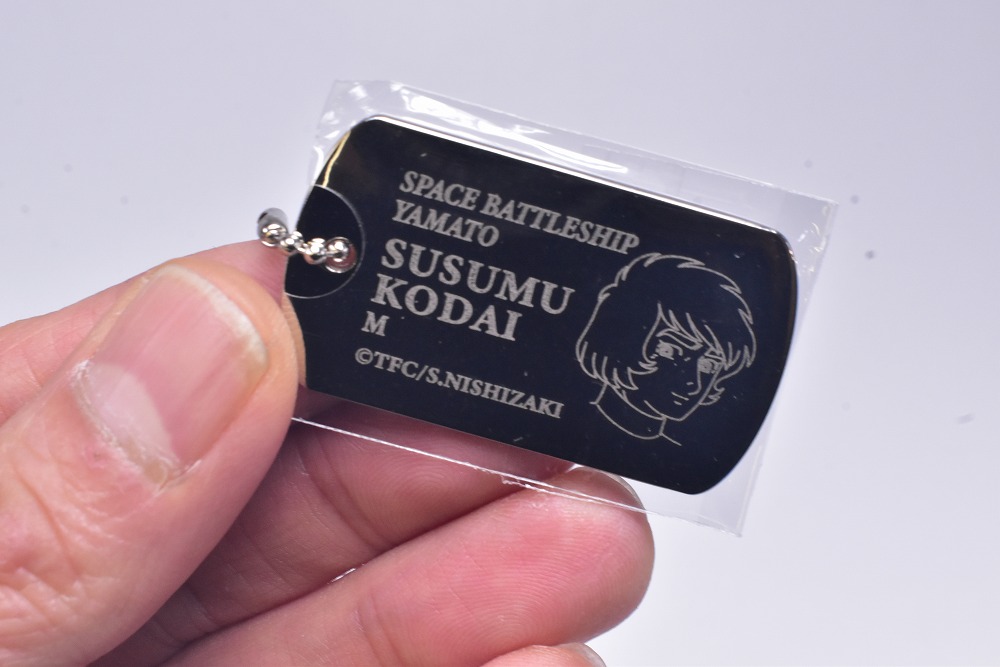 SPACE BATTLESHIP
YAMATO
SUSUMU
KODAI
M
©TFC/S.NISHIZAKI